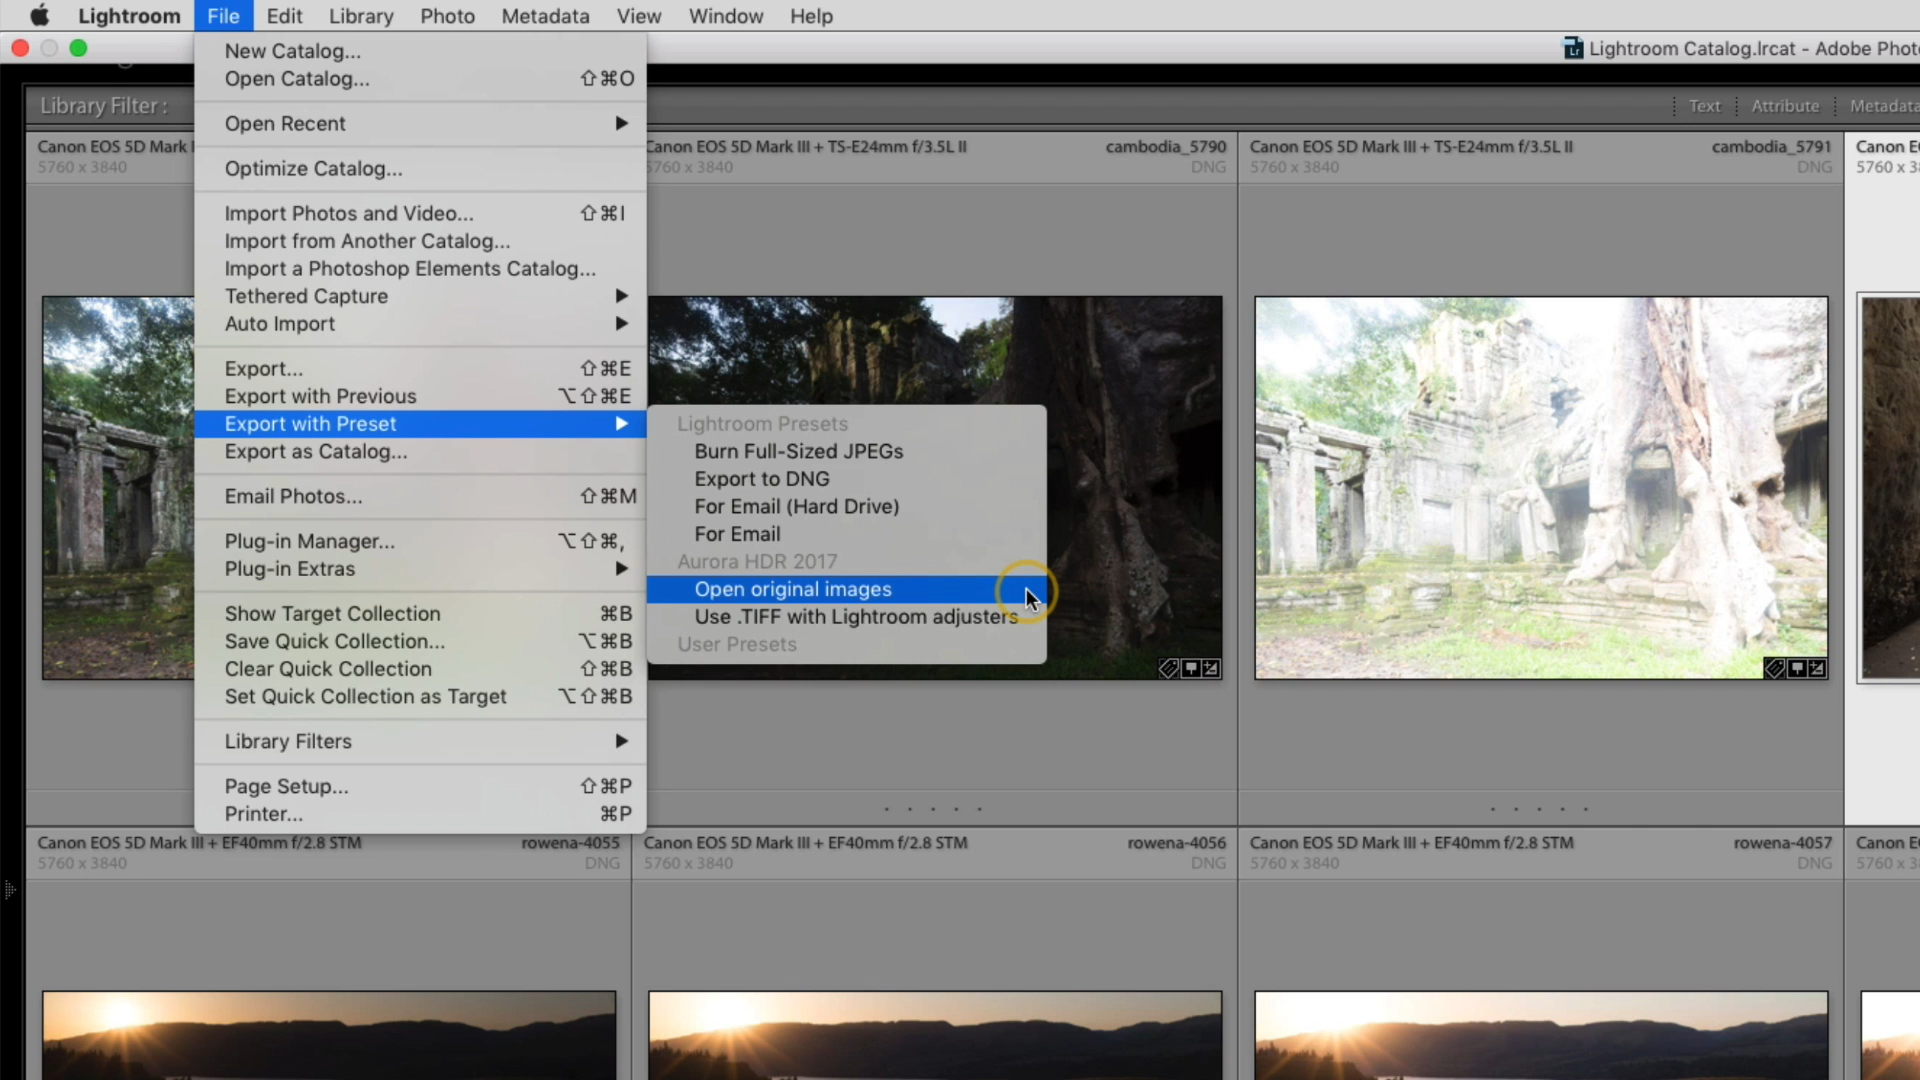 Lightroom File Edit Library Photo Metadata View Window Help
Lightroom Catalog.lrcat - Adobe Phot
New Catalog...
Open Catalog... ⇧⌘O
Open Recent ▶
Optimize Catalog...
Import Photos and Video... ⇧⌘I
Import from Another Catalog...
Import a Photoshop Elements Catalog...
Tethered Capture ▶
Auto Import ▶
Export... ⇧⌘E
Export with Previous ⌥⇧⌘E
Export with Preset ▶
Export as Catalog...
Email Photos... ⇧⌘M
Plug-in Manager... ⌥⇧⌘,
Plug-in Extras ▶
Show Target Collection ⌘B
Save Quick Collection... ⌥⌘B
Clear Quick Collection ⇧⌘B
Set Quick Collection as Target ⌥⇧⌘B
Library Filters ▶
Page Setup... ⇧⌘P
Printer... ⌘P
Lightroom Presets
Burn Full-Sized JPEGs
Export to DNG
For Email (Hard Drive)
For Email
Aurora HDR 2017
Open original images
Use .TIFF with Lightroom adjusters
User Presets
Library Filter : Text Attribute Metadata
Canon EOS 5D Mark I
5760 x 3840
Canon EOS 5D Mark III + TS-E24mm f/3.5L II cambodia_5790
5760 x 3840 DNG
Canon EOS 5D Mark III + TS-E24mm f/3.5L II cambodia_5791
5760 x 3840 DNG
Canon E
5760 x 3
Canon EOS 5D Mark III + EF40mm f/2.8 STM rowena-4055
5760 x 3840 DNG
Canon EOS 5D Mark III + EF40mm f/2.8 STM rowena-4056
5760 x 3840 DNG
Canon EOS 5D Mark III + EF40mm f/2.8 STM rowena-4057
5760 x 3840 DNG
Canon E
5760 x 3